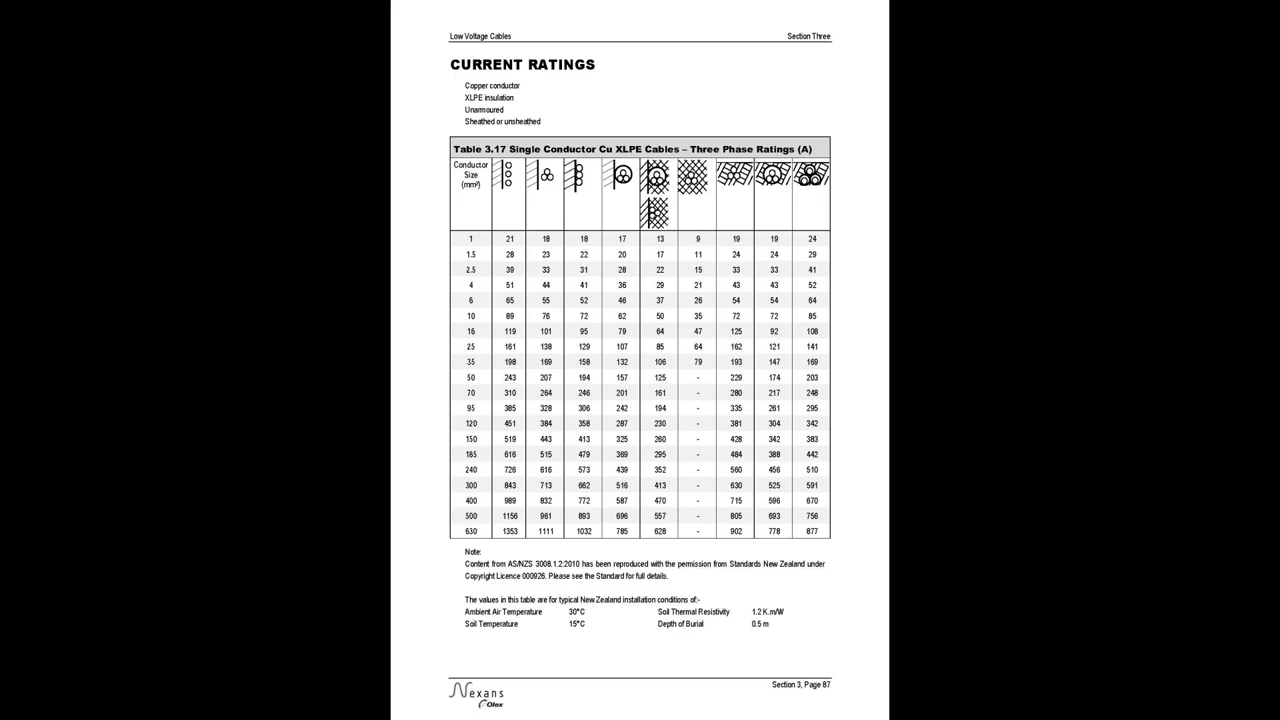 Low Voltage Cables Section Three
CURRENT RATINGS
Copper conductor
XLPE insulation
Unarmoured
Sheathed or unsheathed
Table 3.17 Single Conductor Cu XLPE Cables – Three Phase Ratings (A)
Conductor
Size
(mm²)
1 21 18 18 17 13 9 19 19 24
1.5 28 23 22 20 17 11 24 24 29
2.5 39 33 31 28 22 15 33 33 41
4 51 44 41 36 29 21 43 43 52
6 65 55 52 46 37 26 54 54 64
10 89 76 72 62 50 35 72 72 85
16 119 101 95 79 64 47 125 92 108
25 161 138 129 107 85 64 162 121 141
35 198 169 158 132 106 79 193 147 169
50 243 207 194 157 125 - 229 174 203
70 310 264 246 201 161 - 280 217 248
95 385 328 306 242 194 - 335 261 295
120 451 384 358 287 230 - 381 304 342
150 519 443 413 325 260 - 428 342 383
185 616 515 479 369 295 - 484 388 442
240 726 616 573 439 352 - 560 456 510
300 843 713 662 516 413 - 630 525 591
400 989 832 772 587 470 - 715 596 670
500 1156 961 893 696 557 - 805 693 756
630 1353 1111 1032 785 628 - 902 778 877
Note:
Content from AS/NZS 3008.1.2:2010 has been reproduced with the permission from Standards New Zealand under
Copyright Licence 000926. Please see the Standard for full details.
The values in this table are for typical New Zealand installation conditions of:-
Ambient Air Temperature 30°C Soil Thermal Resistivity 1.2 K.m/W
Soil Temperature 15°C Depth of Burial 0.5 m
Section 3, Page 87
Nexans
Olex